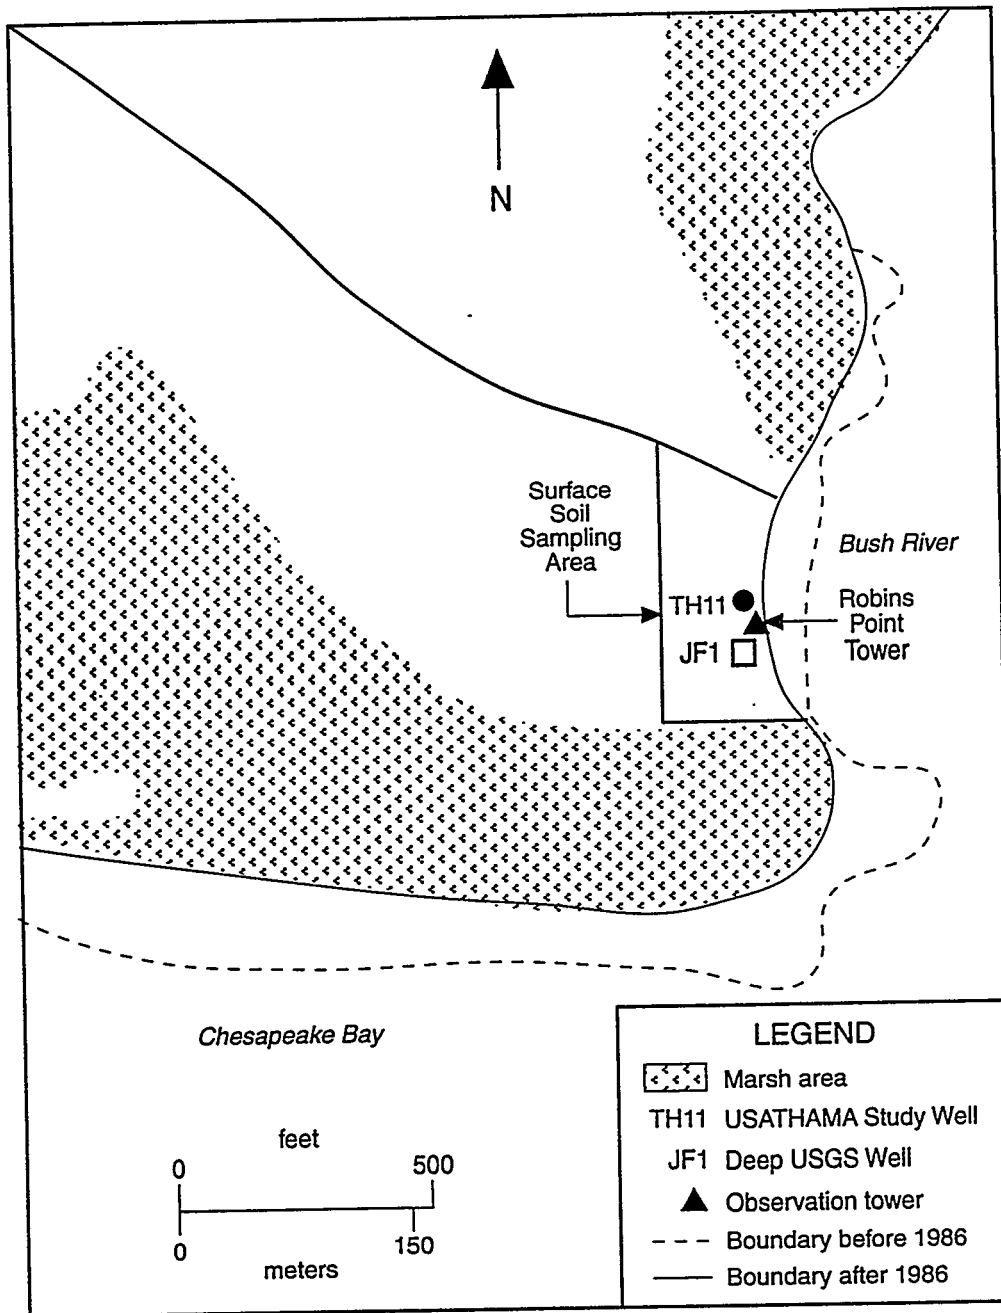 N
Surface
Soil
Sampling
Area
Bush River
TH11
Robins
Point
Tower
JF1
Chesapeake Bay
feet
0 500
0 150
meters
LEGEND
Marsh area
TH11 USATHAMA Study Well
JF1 Deep USGS Well
Observation tower
Boundary before 1986
Boundary after 1986